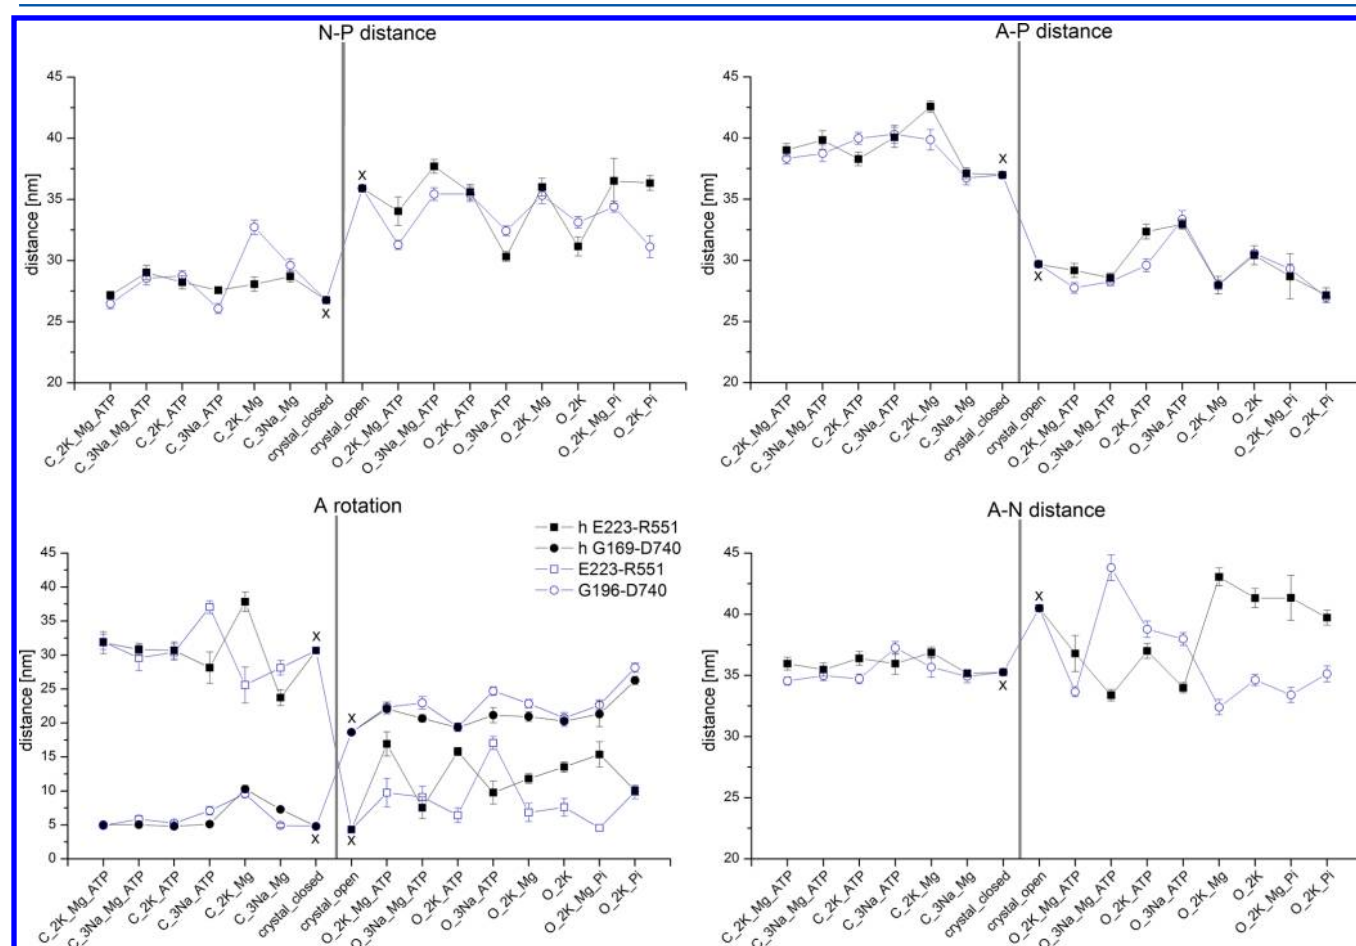 N-P distance
45
40
35
30
25
20
distance [nm]
X
X
C_2K_Mg_ATP
C_3Na_Mg_ATP
C_2K_ATP
C_3Na_ATP
C_2K_Mg
C_3Na_Mg
crystal_closed
crystal_open
O_2K_Mg_ATP
O_3Na_Mg_ATP
O_2K_ATP
O_3Na_ATP
O_2K_Mg
O_2K
O_2K_Mg_Pi
O_2K_Pi
A-P distance
45
40
35
30
25
20
distance [nm]
X
X
C_2K_Mg_ATP
C_3Na_Mg_ATP
C_2K_ATP
C_3Na_ATP
C_2K_Mg
C_3Na_Mg
crystal_closed
crystal_open
O_2K_Mg_ATP
O_3Na_Mg_ATP
O_2K_ATP
O_3Na_ATP
O_2K_Mg
O_2K
O_2K_Mg_Pi
O_2K_Pi
A rotation
h E223-R551
h G169-D740
E223-R551
G196-D740
45
40
35
30
25
20
15
10
5
0
distance [nm]
X
X
X
X
C_2K_Mg_ATP
C_3Na_Mg_ATP
C_2K_ATP
C_3Na_ATP
C_2K_Mg
C_3Na_Mg
crystal_closed
crystal_open
O_2K_Mg_ATP
O_3Na_Mg_ATP
O_2K_ATP
O_3Na_ATP
O_2K_Mg
O_2K
O_2K_Mg_Pi
O_2K_Pi
A-N distance
45
40
35
30
25
20
distance [nm]
X
X
C_2K_Mg_ATP
C_3Na_Mg_ATP
C_2K_ATP
C_3Na_ATP
C_2K_Mg
C_3Na_Mg
crystal_closed
crystal_open
O_2K_Mg_ATP
O_3Na_Mg_ATP
O_2K_ATP
O_3Na_ATP
O_2K_Mg
O_2K
O_2K_Mg_Pi
O_2K_Pi